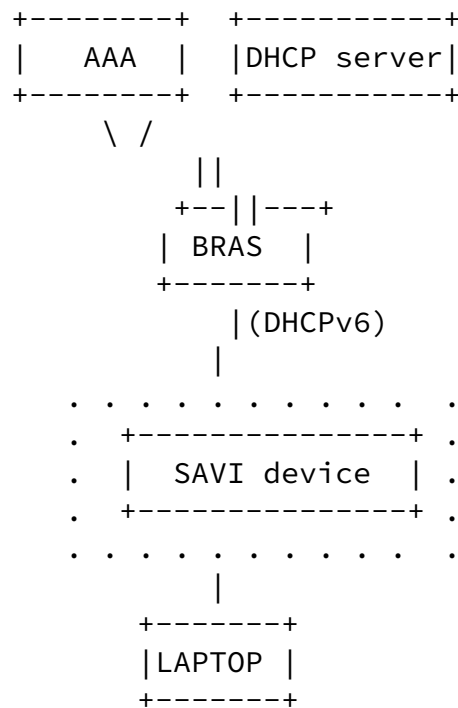 AAA DHCP server
BRAS
(DHCPv6)
SAVI device
LAPTOP